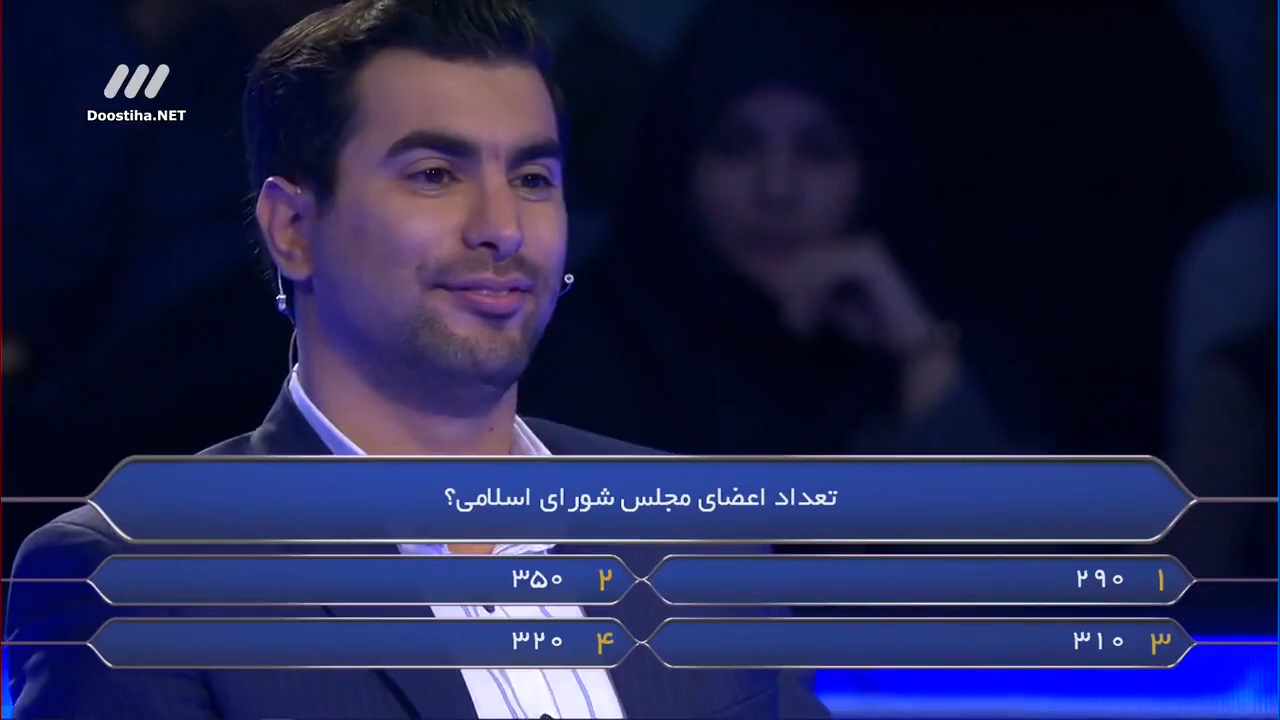 Doostiha.NET
تعداد اعضای مجلس شورای اسلامی؟
۱ ۲۹۰
۲ ۳۵۰
۳ ۳۱۰
۴ ۳۲۰